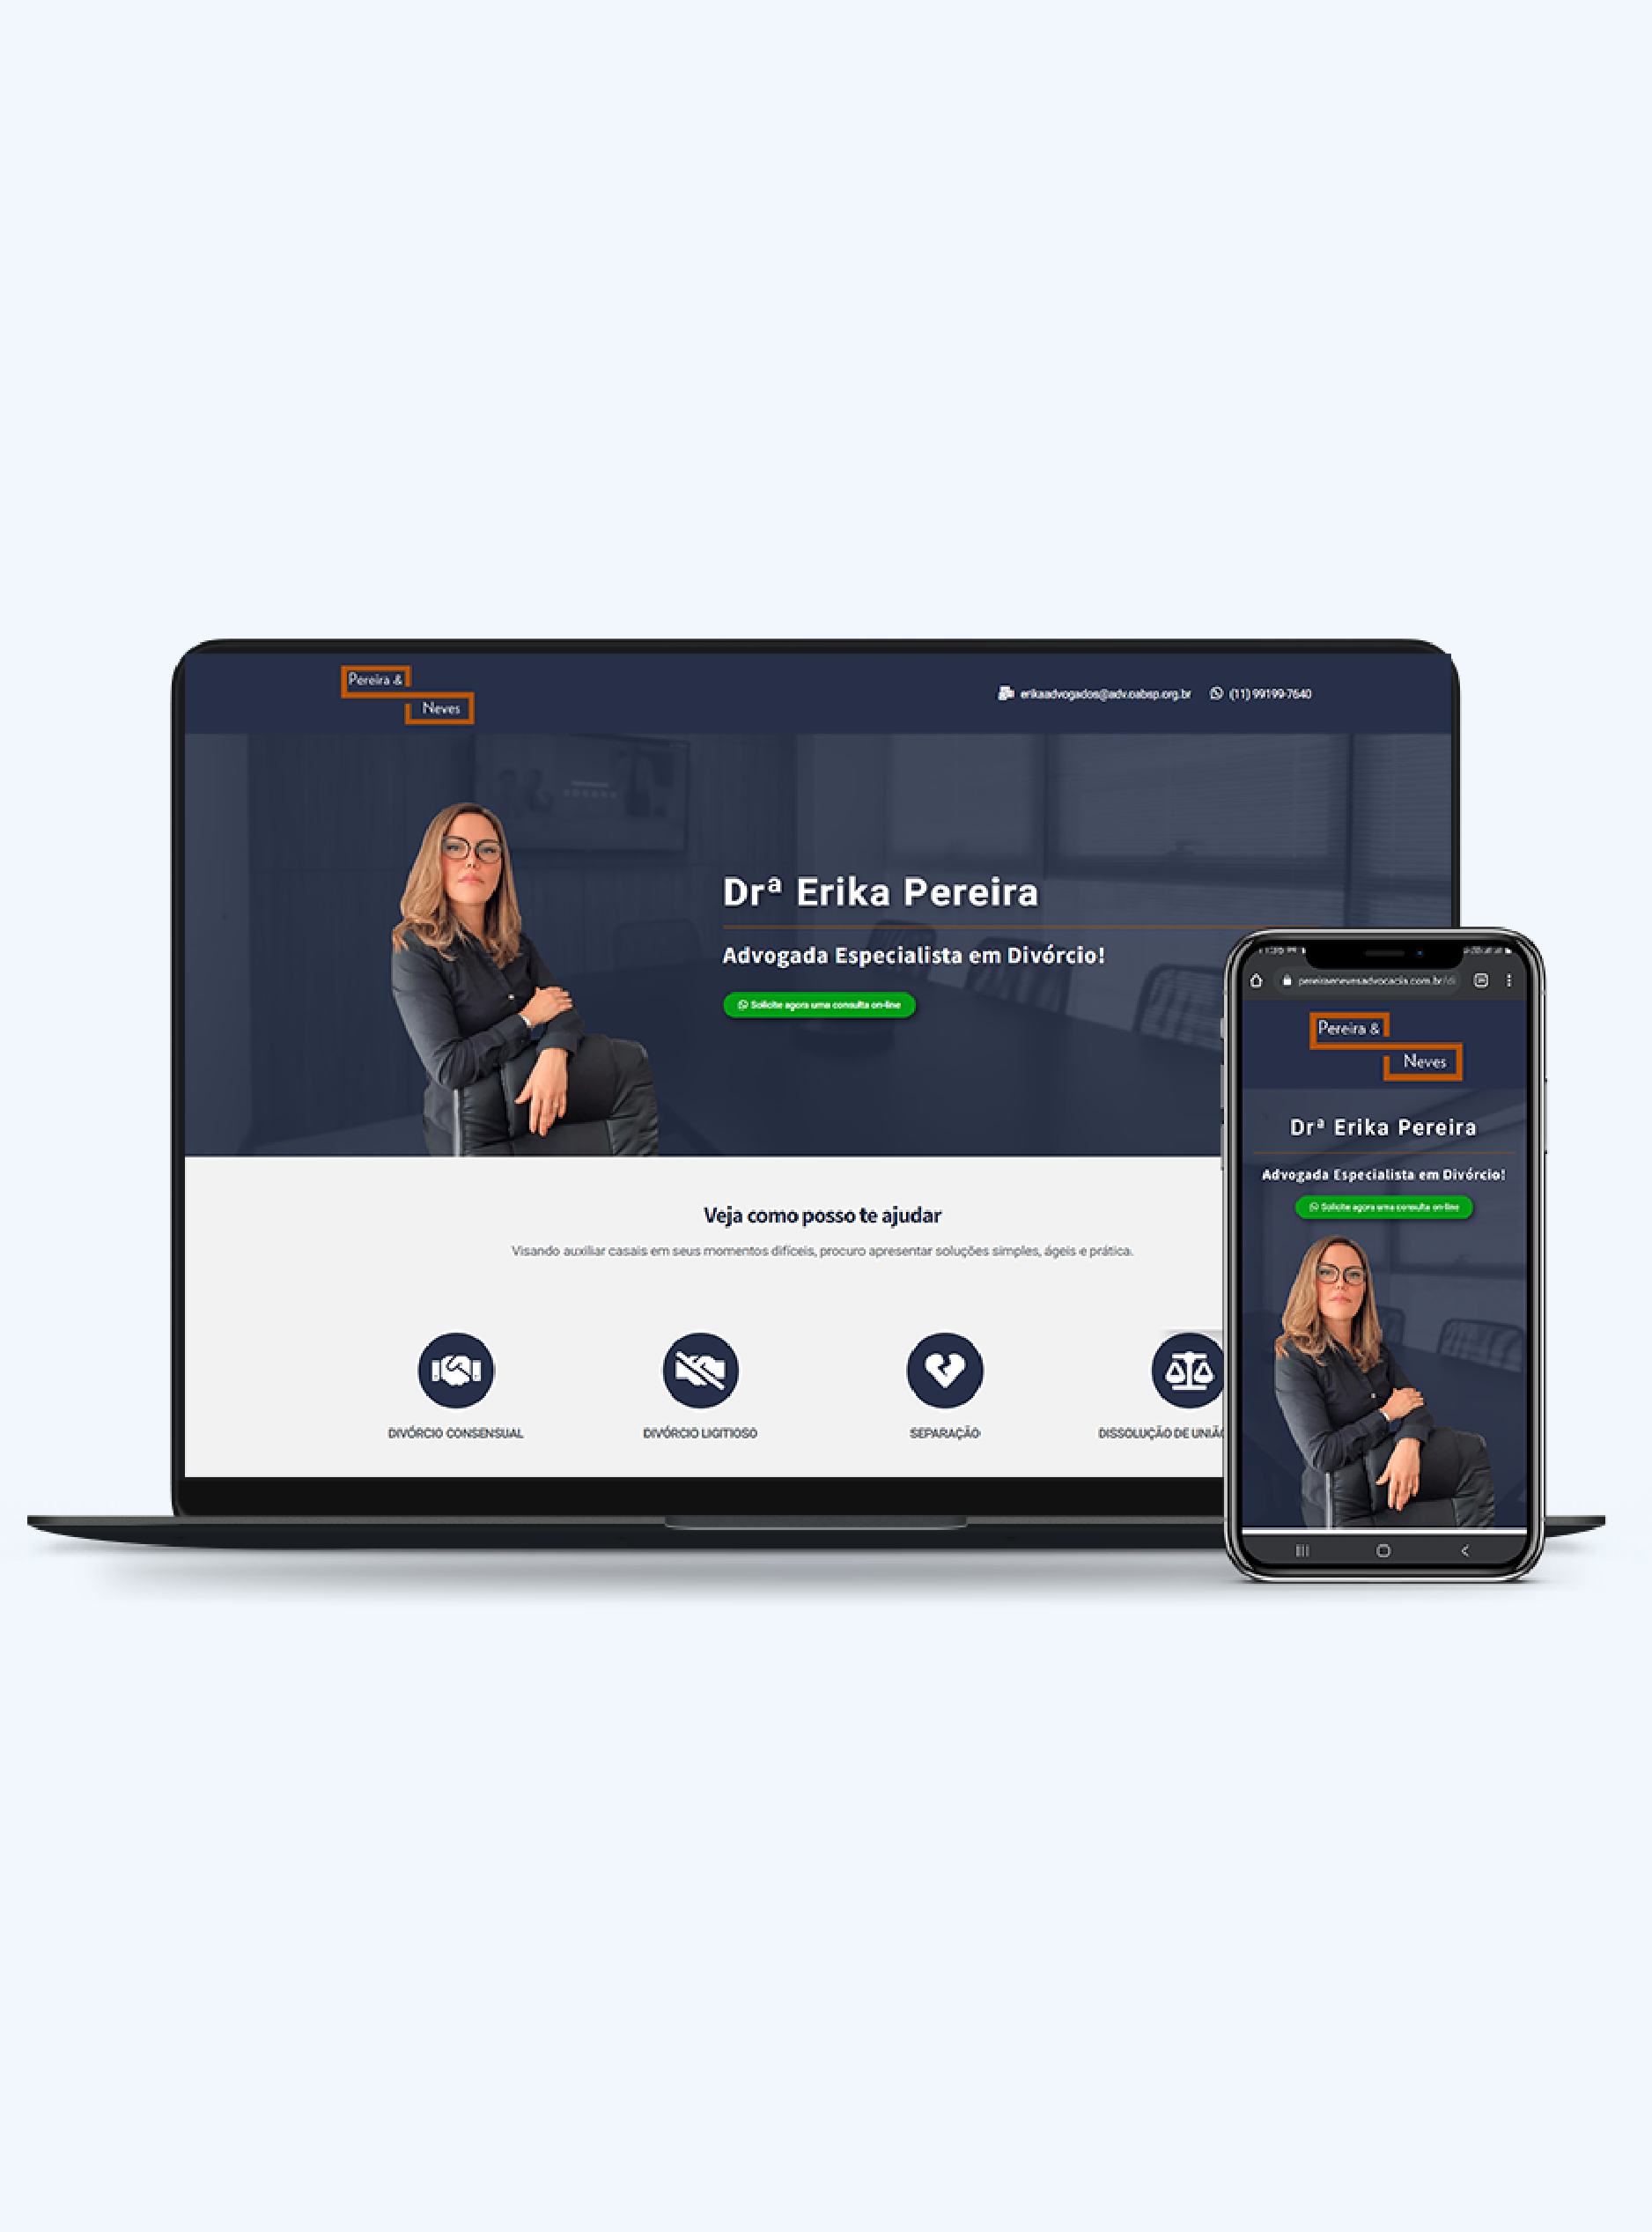 Pereira &
Neves
erikaadvogados@adv.oabsp.org.br (11) 99199-7640
Drª Erika Pereira
Advogada Especialista em Divórcio!
Solicite agora uma consulta on-line
Veja como posso te ajudar
Visando auxiliar casais em seus momentos difíceis, procuro apresentar soluções simples, ágeis e prática.
DIVÓRCIO CONSENSUAL
DIVÓRCIO LIGITIOSO
SEPARAÇÃO
DISSOLUÇÃO DE UNIÃO
pereiraenevesadvocacia.com.br/di
Pereira &
Neves
Drª Erika Pereira
Advogada Especialista em Divórcio!
Solicite agora uma consulta on-line